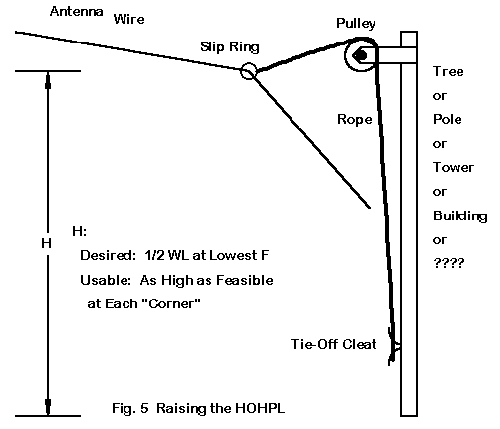 Antenna Wire
Pulley
Slip Ring
Tree
or
Pole
or
Tower
or
Building
or
????
Rope
H
H:
Desired: 1/2 WL at Lowest F
Usable: As High as Feasible
at Each "Corner"
Tie-Off Cleat
Fig. 5 Raising the HOHPL